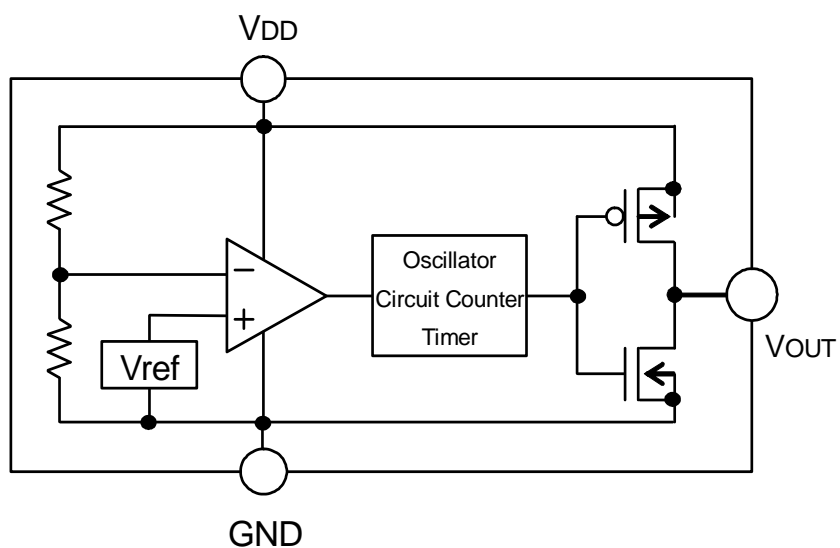 VDD
−
+
Vref
Oscillator
Circuit Counter
Timer
VOUT
GND